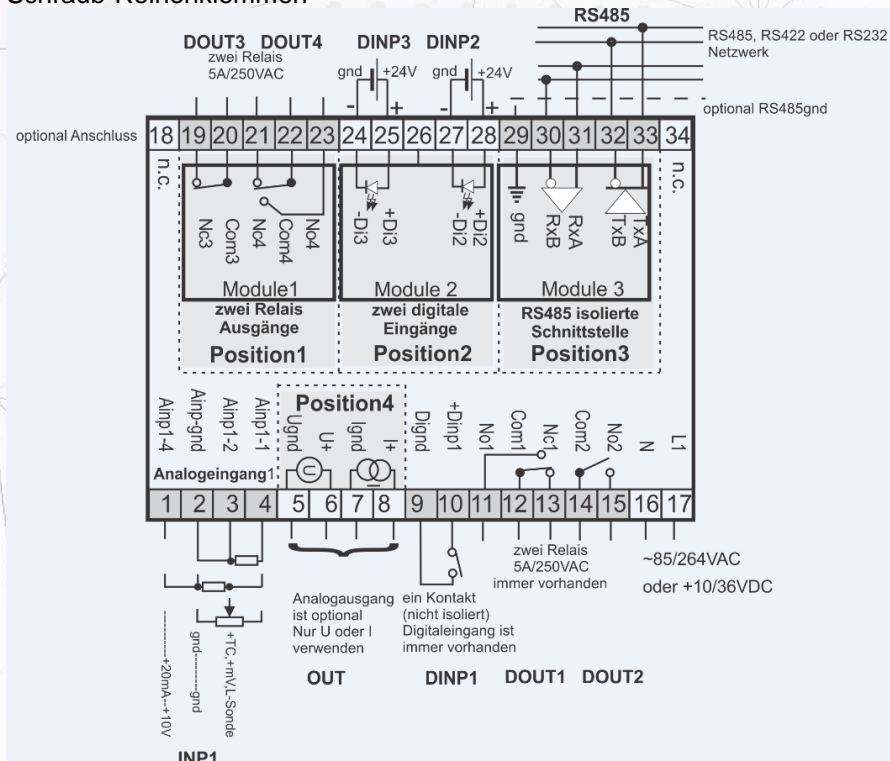 Schraub-Reihenklemmen
RS485
DOUT3 DOUT4
zwei Relais
5A/250VAC
DINP3 DINP2
gnd +24V
gnd +24V
- +
- +
RS485, RS422 oder RS232
Netzwerk
optional RS485gnd
optional Anschluss
18 19 20 21 22 23 24 25 26 27 28 29 30 31 32 33 34
n.c.
Nc3
Com3
Nc4
Com4
No4
-Di3
+Di3
-Di2
+Di2
gnd
RxB
RxA
TxB
TxA
n.c.
Module1
zwei Relais
Ausgänge
Position1
Module 2
zwei digitale
Eingänge
Position2
Module 3
RS485 isolierte
Schnittstelle
Position3
Ainp1-4
Ainp-gnd
Ainp1-2
Ainp1-1
Analogeingang1
Position4
Ugnd
U+
Ignd
I+
U
Dignd
+Dinp1
No1
Com1
Nc1
Com2
No2
N
L1
1 2 3 4 5 6 7 8 9 10 11 12 13 14 15 16 17
zwei Relais
5A/250VAC
immer vorhanden
~85/264VAC
oder +10/36VDC
Analogausgang
ist optional
Nur U oder I
verwenden
ein Kontakt
(nicht isoliert)
Digitaleingang ist
immer vorhanden
OUT
DINP1
DOUT1 DOUT2
----------+20mA--+10V
gnd--------gnd
+TC,+mV,L-Sonde
INP1